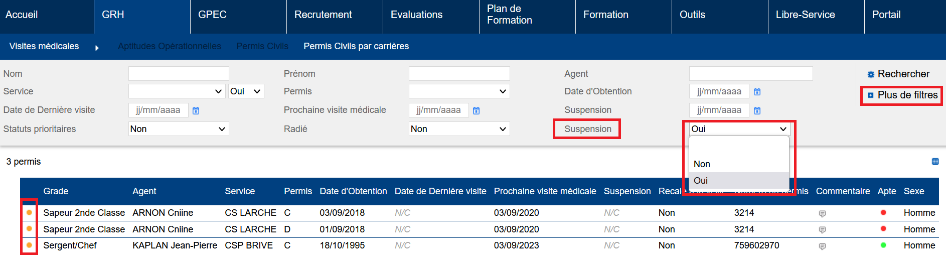 Accueil GRH GPEC Recrutement Evaluations Plan de Formation Formation Outils Libre-Service Portail
Visites médicales Aptitudes Opérationnelles Permis Civils Permis Civils par carrières
Nom Prénom Agent Rechercher
Service Oui Permis Date d'Obtention jj/mm/aaaa Plus de filtres
Date de Dernière visite jj/mm/aaaa Prochaine visite médicale jj/mm/aaaa Suspension jj/mm/aaaa
Statuts prioritaires Non Radié Non Suspension Oui
Non
Oui
3 permis
Grade Agent Service Permis Date d'Obtention Date de Dernière visite Prochaine visite médicale Suspension Commentaire Apte Sexe
Sapeur 2nde Classe ARNON Cniine CS LARCHE C 03/09/2018 N/C 03/09/2020 N/C Non 3214 Homme
Sapeur 2nde Classe ARNON Cniine CS LARCHE D 01/09/2018 N/C 03/09/2020 N/C Non 3214 Homme
Sergent/Chef KAPLAN Jean-Pierre CSP BRIVE C 18/10/1995 N/C 03/09/2023 N/C Non 759602970 Homme